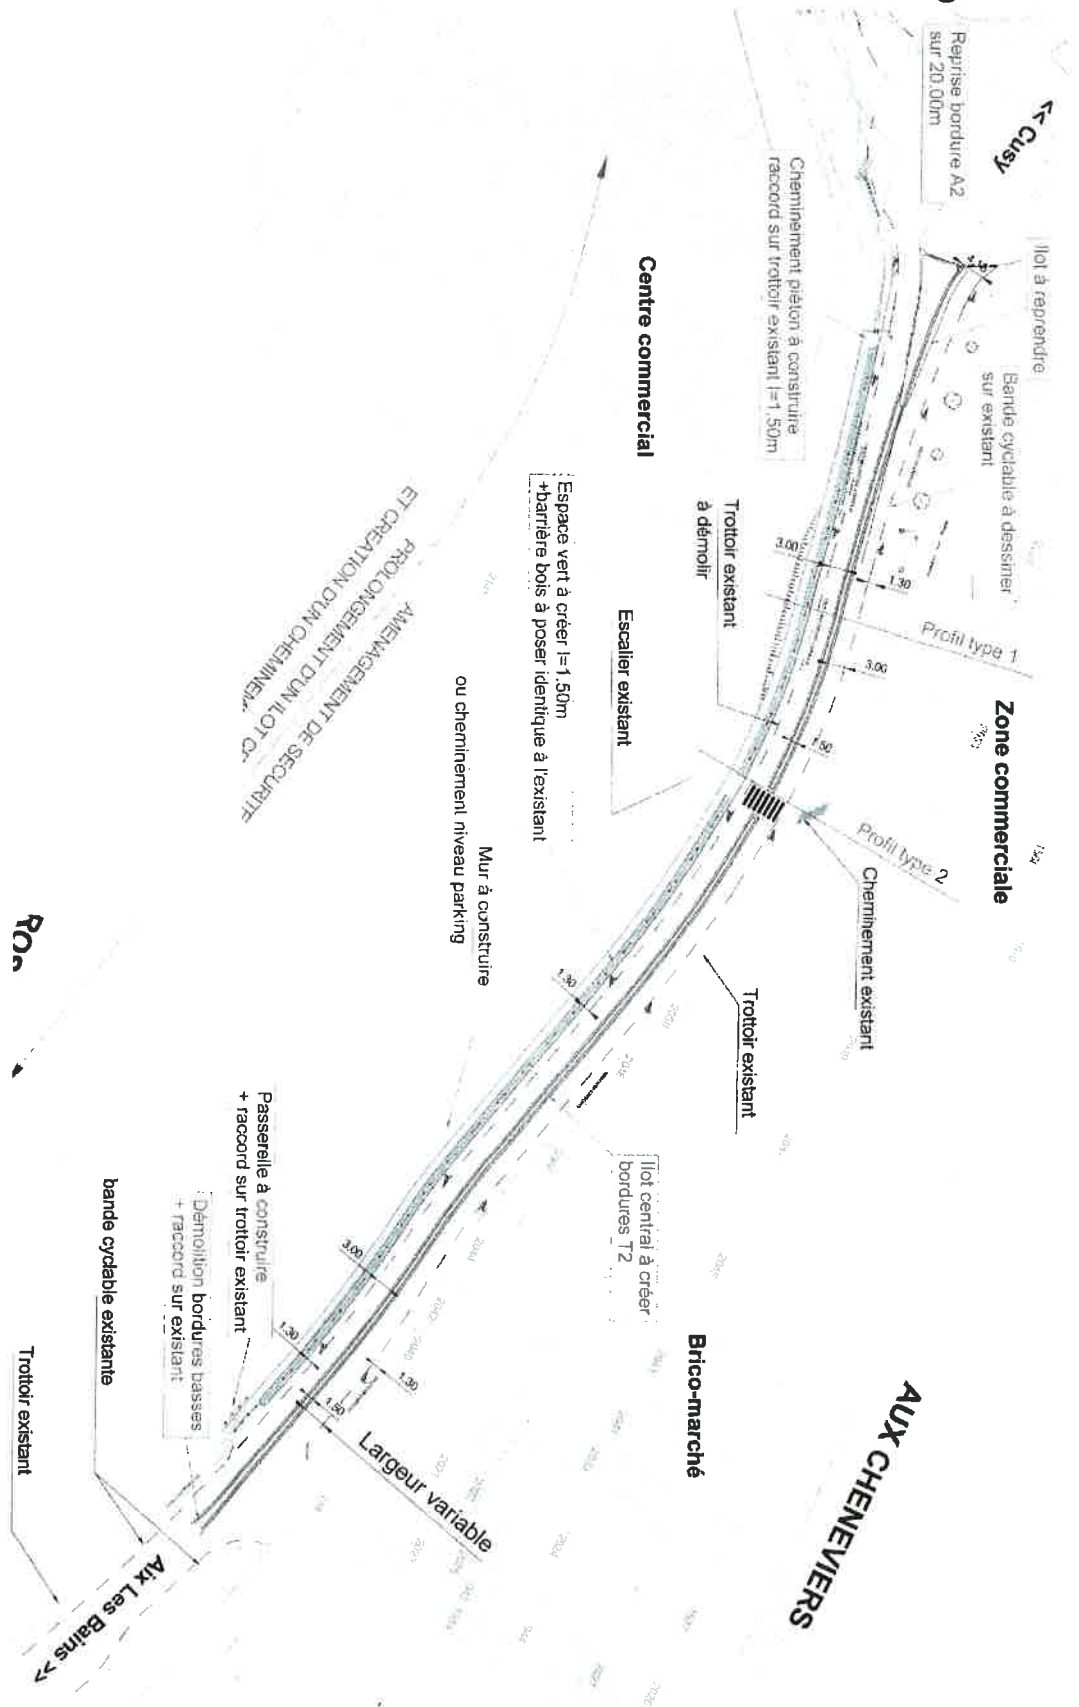 << Cusy
Reprise bordure A2
sur 20.00m
Ilot à reprendre
Bande cyclable à dessiner
sur existant
Cheminement piéton à construire
raccord sur trottoir existant l=1,50m
Centre commercial
Trottoir existant
à démolir
3.00
1.30
Profil type 1
3.00
Zone commerciale
1.50
Profil type 2
Cheminement existant
Escalier existant
Espace vert à créer l=1,50m
+barrière bois à poser identique à l'existant
AMENAGEMENT DE SECURITE
PROLONGEMENT D'UN ILOT
ET CREATION D'UN CHEMINEM
Mur à construire
ou cheminement niveau parking
1.30
Trottoir existant
Ilot central à créer
bordures T2
Brico-marché
AUX CHENEVIERS
Passerelle à construire
+ raccord sur trottoir existant
Démolition bordures basses
+ raccord sur existant
3.00
1.30
1.30
1.50
Largeur variable
bande cyclable existante
Trottoir existant
Aix Les Bains >>